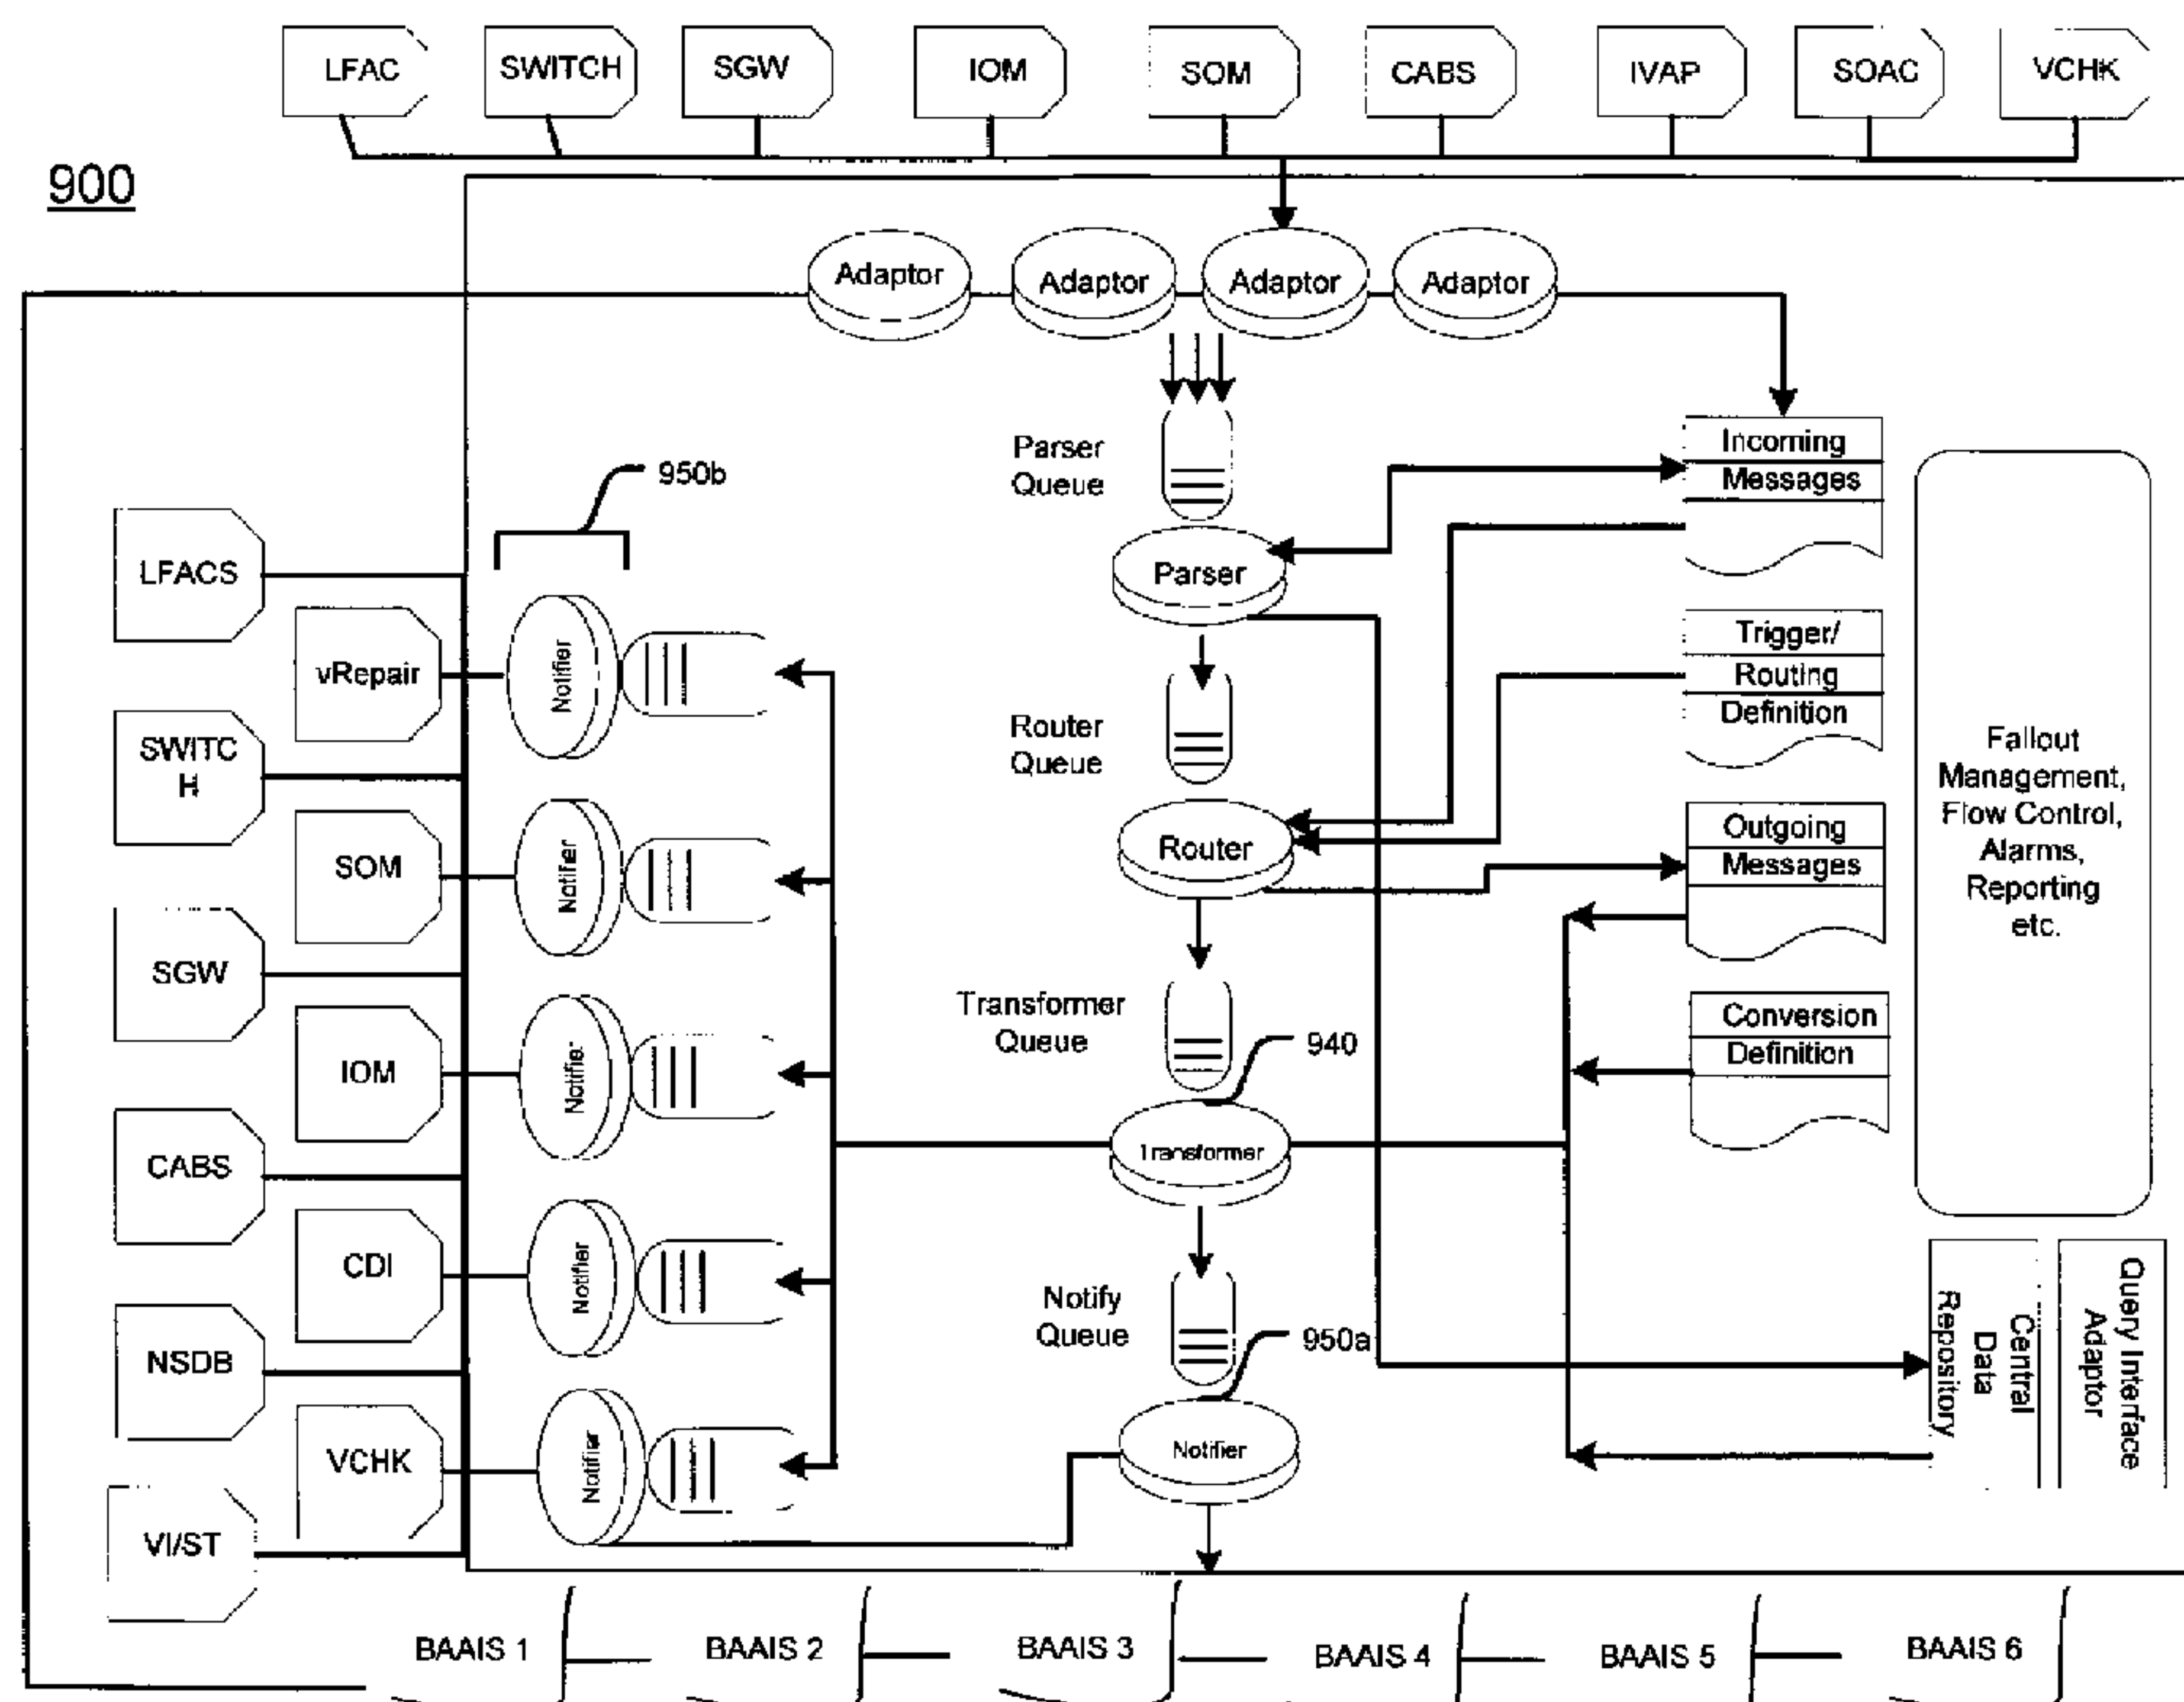 LFAC
SWITCH
SGW
IOM
SOM
CABS
IVAP
SOAC
VCHK
900
Adaptor
Adaptor
Adaptor
Adaptor
Parser
Queue
Incoming
Messages
950b
LFACS
Parser
Trigger/
Routing
Definition
vRepair
Notifier
Router
Queue
SWITC
H
Fallout
Management,
Flow Control,
Alarms,
Reporting
etc.
Router
Outgoing
Messages
SOM
Notifier
SGW
Transformer
Queue
940
Conversion
Definition
IOM
Notifier
Transformer
CABS
CDI
Notifier
Notify
Queue
950a
Central
Data
Repository
Query Interface
Adaptor
NSDB
VCHK
Notifier
Notifier
VI/ST
BAAIS 1
BAAIS 2
BAAIS 3
BAAIS 4
BAAIS 5
BAAIS 6